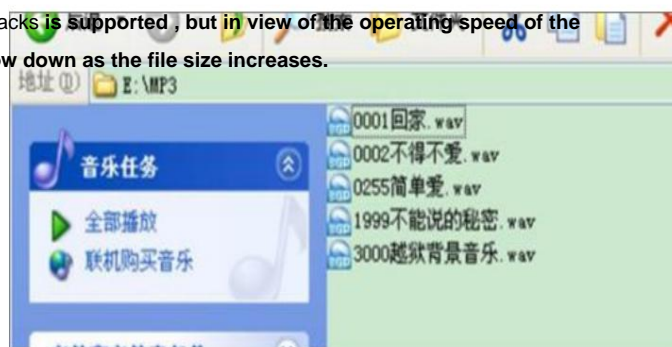 acks is supported , but in view of the operating speed of the
w down as the file size increases.
地址(D) E:\MP3
音乐任务
全部播放
联机购买音乐
0001回家.wav
0002不得不爱.wav
0255简单爱.wav
1999不能说的秘密.wav
3000越狱背景音乐.wav